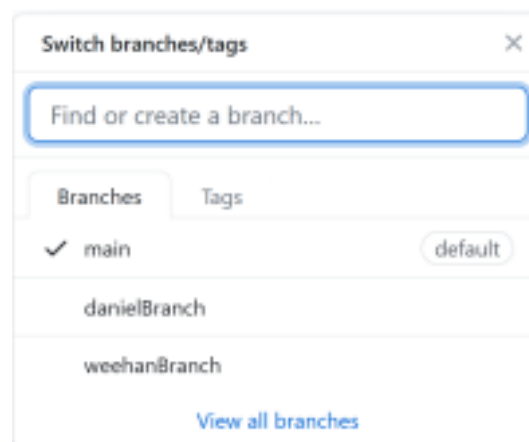 Switch branches/tags
Find or create a branch...
Branches Tags
main default
danielBranch
weehanBranch
View all branches